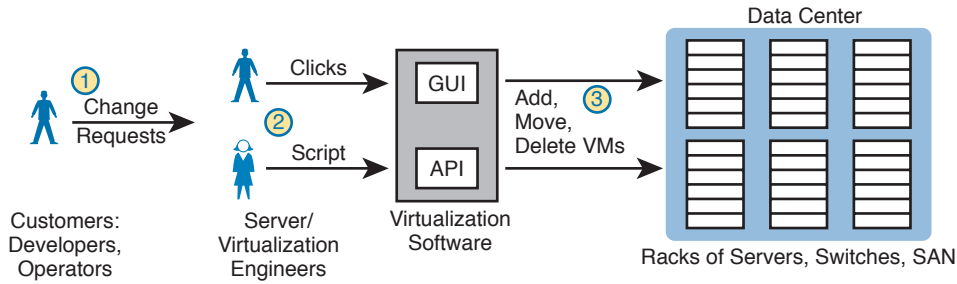 Data Center
1
Change
Requests
Clicks
2
Script
GUI
API
Add,
3
Move,
Delete VMs
Customers:
Developers,
Operators
Server/
Virtualization
Engineers
Virtualization
Software
Racks of Servers, Switches, SAN